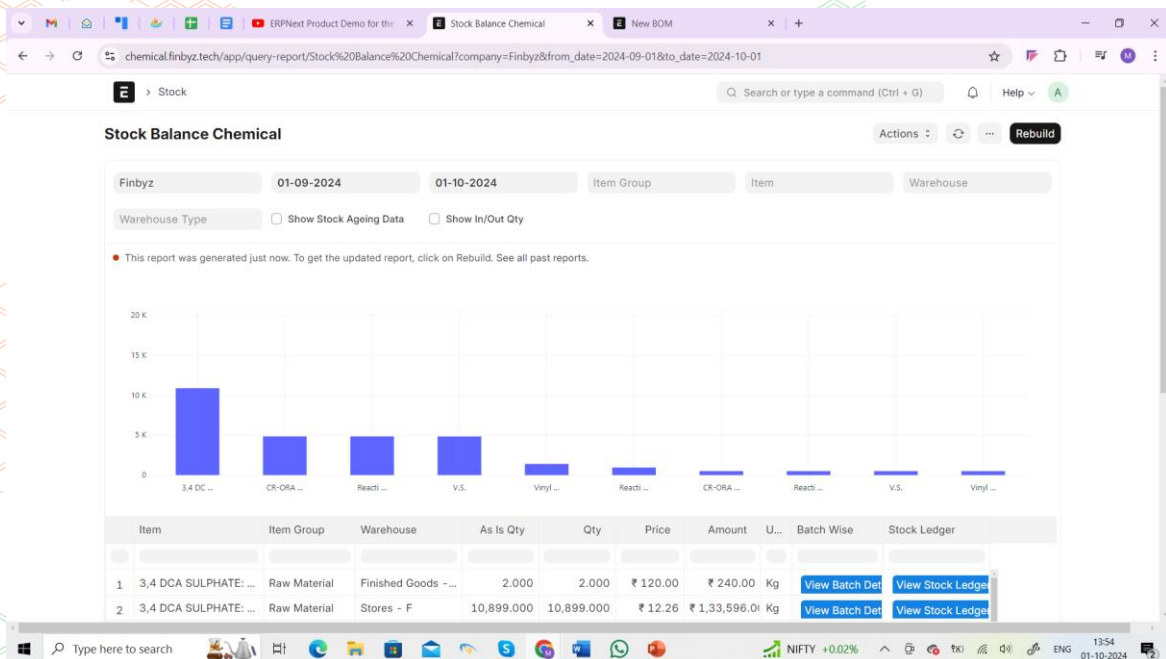 ERPNext Product Demo for the
Stock Balance Chemical
New BOM
chemical.finbyz.tech/app/query-report/Stock%20Balance%20Chemical?company=Finbyz&from_date=2024-09-01&to_date=2024-10-01
M
E > Stock
Search or type a command (Ctrl + G)
Help
A
Stock Balance Chemical
Actions
Rebuild
Finbyz 01-09-2024 01-10-2024 Item Group Item Warehouse
Warehouse Type Show Stock Ageing Data Show In/Out Qty
This report was generated just now. To get the updated report, click on Rebuild. See all past reports.
20 K
15 K
10 K
5 K
0
3,4 DC ... CR-ORA ... Reacti ... V.S. Vinyl ... Reacti ... CR-ORA ... Reacti ... V.S. Vinyl ...
Item Item Group Warehouse As Is Qty Qty Price Amount U... Batch Wise Stock Ledger
1 3,4 DCA SULPHATE: ... Raw Material Finished Goods -... 2.000 2.000 ₹ 120.00 ₹ 240.00 Kg View Batch Det View Stock Ledger
2 3,4 DCA SULPHATE: ... Raw Material Stores - F 10,899.000 10,899.000 ₹ 12.26 ₹ 1,33,596.0 Kg View Batch Det View Stock Ledger
Type here to search
NIFTY +0.02%
ENG
13:54
01-10-2024
2